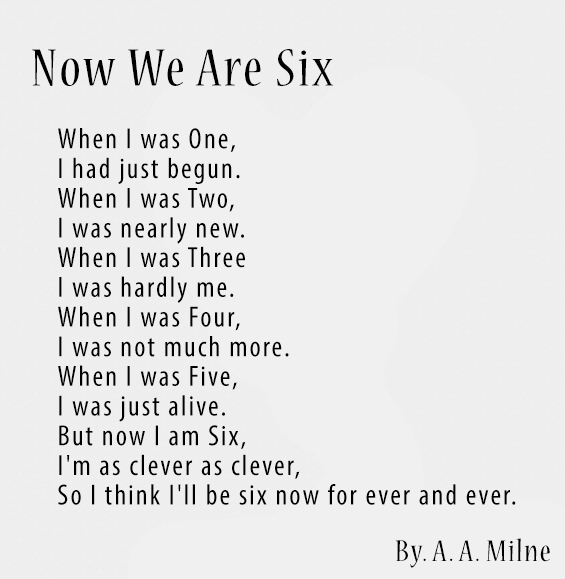 Now We Are Six
When I was One,
I had just begun.
When I was Two,
I was nearly new.
When I was Three
I was hardly me.
When I was Four,
I was not much more.
When I was Five,
I was just alive.
But now I am Six,
I'm as clever as clever,
So I think I'll be six now for ever and ever.
By. A. A. Milne